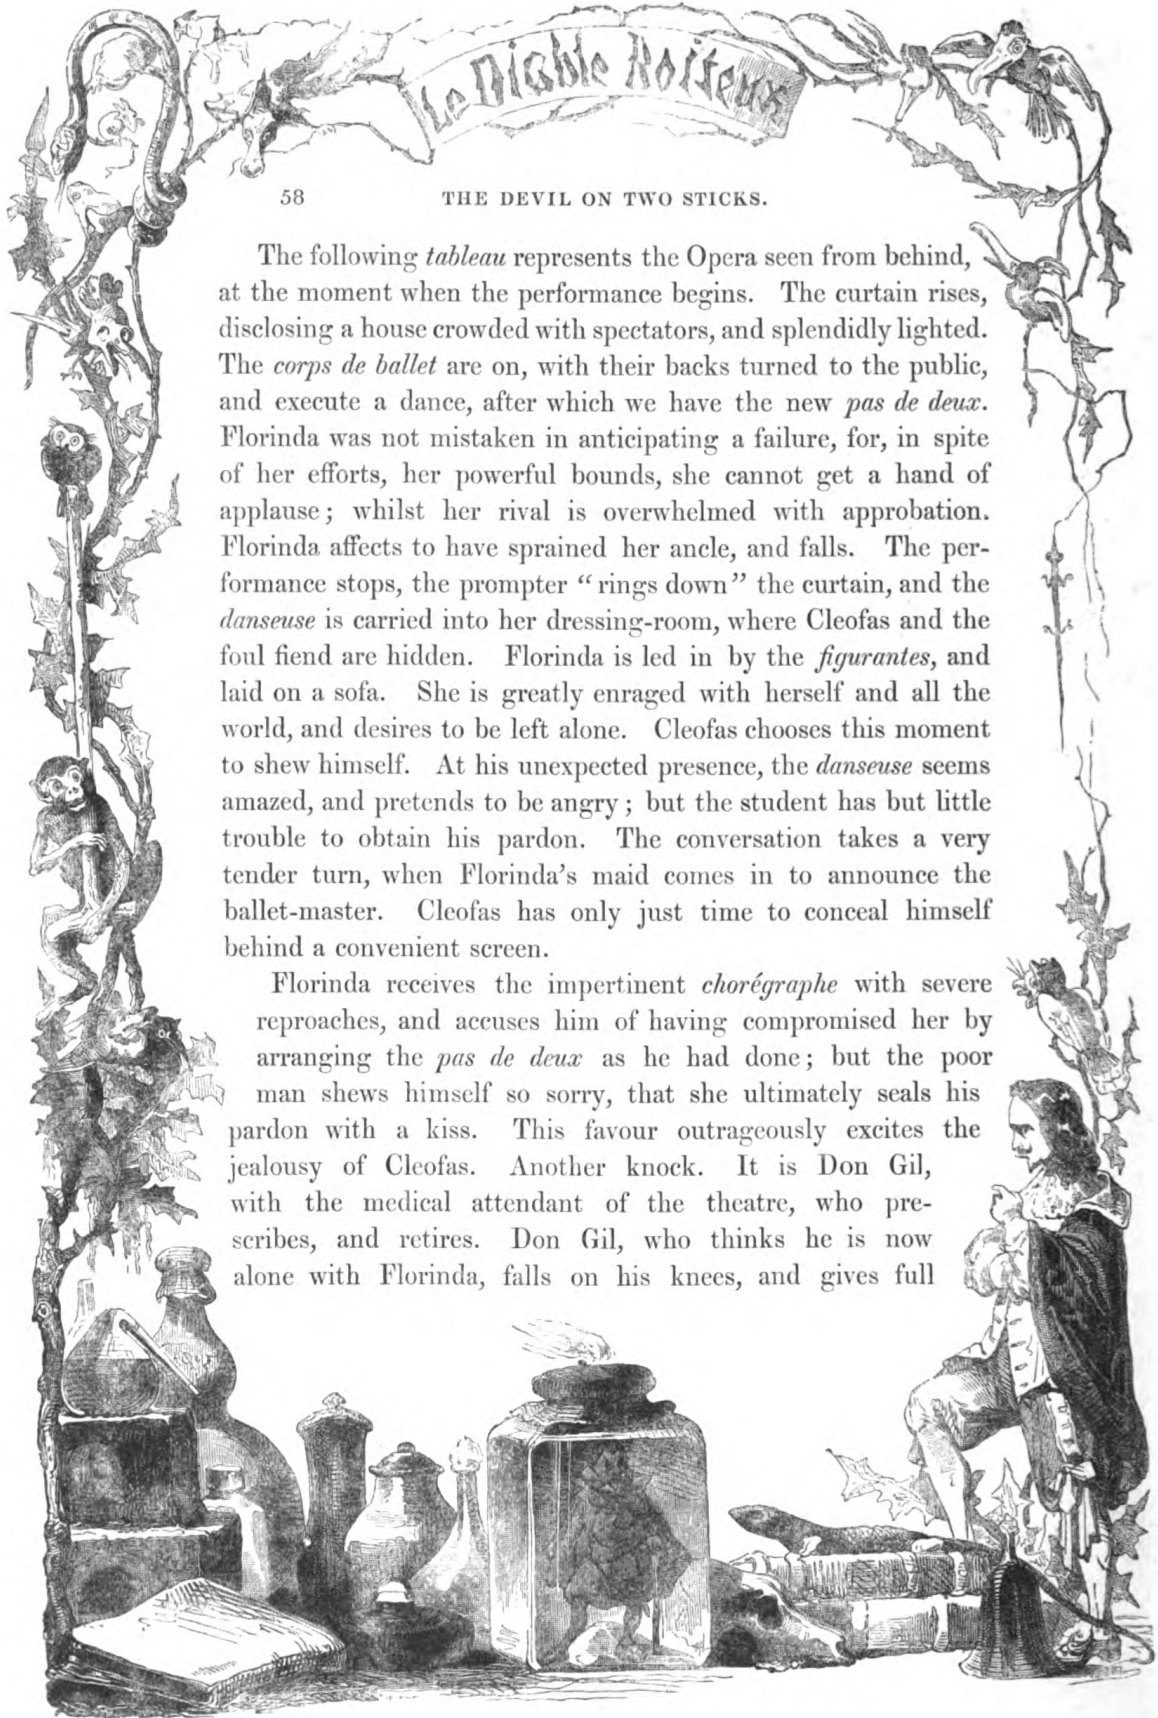 Le Diable Boiteux
58 THE DEVIL ON TWO STICKS.
The following tableau represents the Opera seen from behind,
at the moment when the performance begins. The curtain rises,
disclosing a house crowded with spectators, and splendidly lighted.
The corps de ballet are on, with their backs turned to the public,
and execute a dance, after which we have the new pas de deux.
Florinda was not mistaken in anticipating a failure, for, in spite
of her efforts, her powerful bounds, she cannot get a hand of
applause; whilst her rival is overwhelmed with approbation.
Florinda affects to have sprained her ancle, and falls. The per-
formance stops, the prompter “rings down” the curtain, and the
danseuse is carried into her dressing-room, where Cleofas and the
foul fiend are hidden. Florinda is led in by the figurantes, and
laid on a sofa. She is greatly enraged with herself and all the
world, and desires to be left alone. Cleofas chooses this moment
to shew himself. At his unexpected presence, the danseuse seems
amazed, and pretends to be angry; but the student has but little
trouble to obtain his pardon. The conversation takes a very
tender turn, when Florinda’s maid comes in to announce the
ballet-master. Cleofas has only just time to conceal himself
behind a convenient screen.
Florinda receives the impertinent chorégraphe with severe
reproaches, and accuses him of having compromised her by
arranging the pas de deux as he had done; but the poor
man shews himself so sorry, that she ultimately seals his
pardon with a kiss. This favour outrageously excites the
jealousy of Cleofas. Another knock. It is Don Gil,
with the medical attendant of the theatre, who pre-
scribes, and retires. Don Gil, who thinks he is now
alone with Florinda, falls on his knees, and gives full